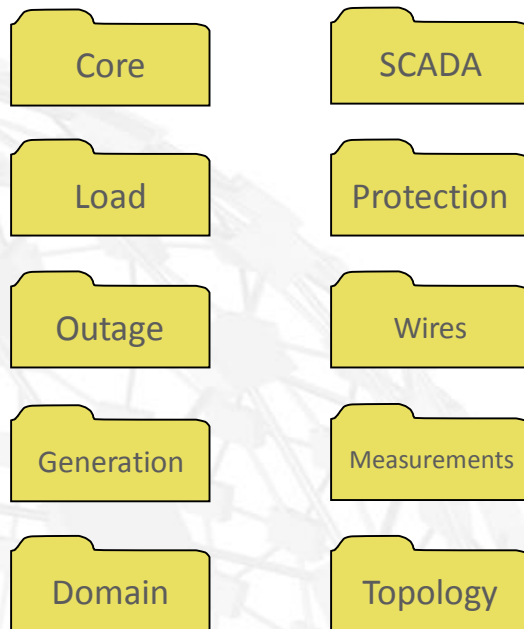 Core
SCADA
Load
Protection
Outage
Wires
Generation
Measurements
Domain
Topology